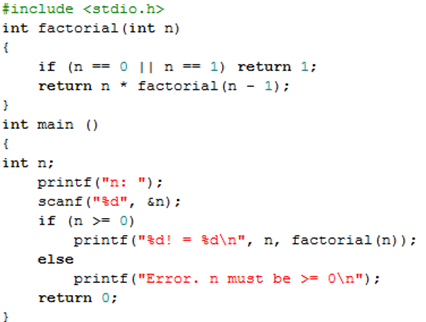 #include <stdio.h>
int factorial(int n)
{
    if (n == 0 || n == 1) return 1;
    return n * factorial(n - 1);
}
int main ()
{
int n;
    printf("n: ");
    scanf("%d", &n);
    if (n >= 0)
        printf("%d! = %d\n", n, factorial(n));
    else
        printf("Error. n must be >= 0\n");
    return 0;
}